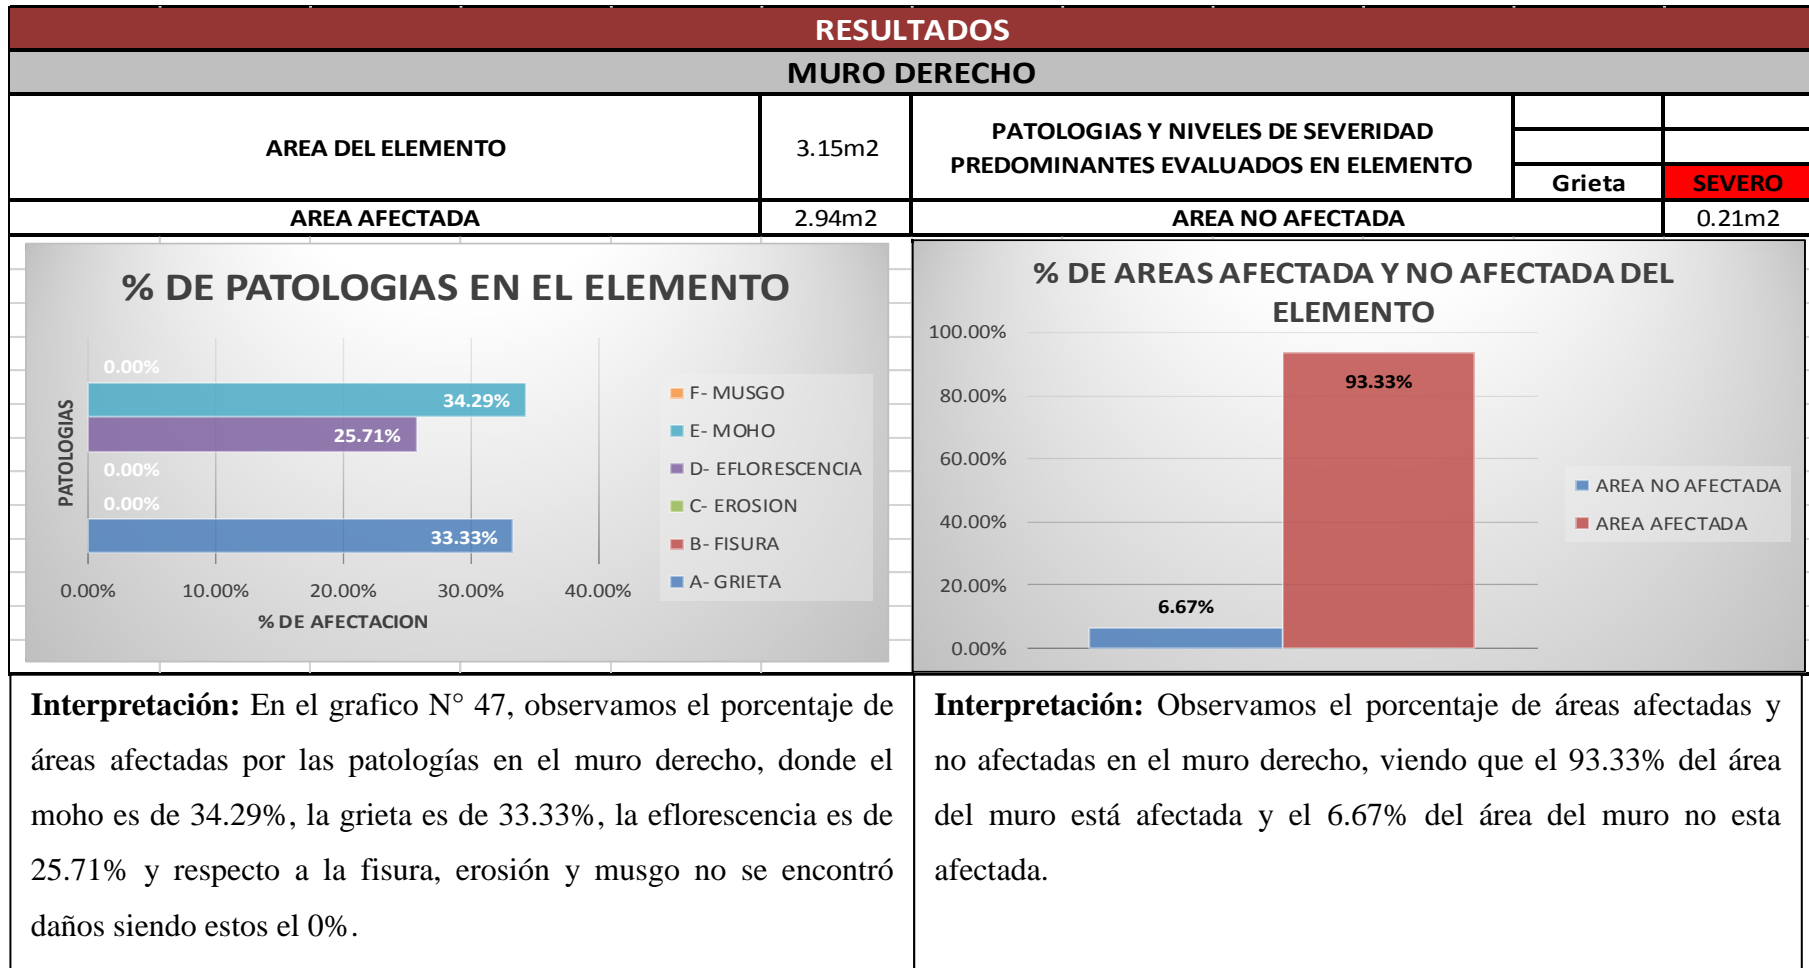 RESULTADOS
MURO DERECHO
AREA DEL ELEMENTO
3.15m2
PATOLOGIAS Y NIVELES DE SEVERIDAD
PREDOMINANTES EVALUADOS EN ELEMENTO
Grieta
SEVERO
AREA AFECTADA
2.94m2
AREA NO AFECTADA
0.21m2
% DE PATOLOGIAS EN EL ELEMENTO
PATOLOGIAS
0.00%
34.29%
25.71%
0.00%
0.00%
33.33%
0.00%
10.00%
20.00%
30.00%
40.00%
% DE AFECTACION
F- MUSGO
E- MOHO
D- EFLORESCENCIA
C- EROSION
B- FISURA
A- GRIETA
% DE AREAS AFECTADA Y NO AFECTADA DEL
ELEMENTO
100.00%
80.00%
60.00%
40.00%
20.00%
0.00%
6.67%
93.33%
AREA NO AFECTADA
AREA AFECTADA
Interpretación: En el grafico N° 47, observamos el porcentaje de
áreas afectadas por las patologías en el muro derecho, donde el
moho es de 34.29%, la grieta es de 33.33%, la eflorescencia es de
25.71% y respecto a la fisura, erosión y musgo no se encontró
daños siendo estos el 0%.
Interpretación: Observamos el porcentaje de áreas afectadas y
no afectadas en el muro derecho, viendo que el 93.33% del área
del muro está afectada y el 6.67% del área del muro no esta
afectada.